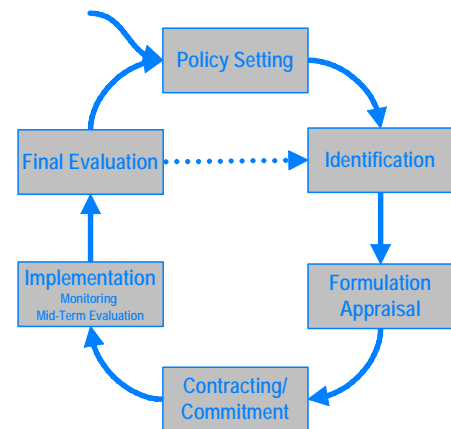 Policy Setting
Identification
Formulation
Appraisal
Contracting/
Commitment
Implementation
Monitoring
Mid-Term Evaluation
Final Evaluation